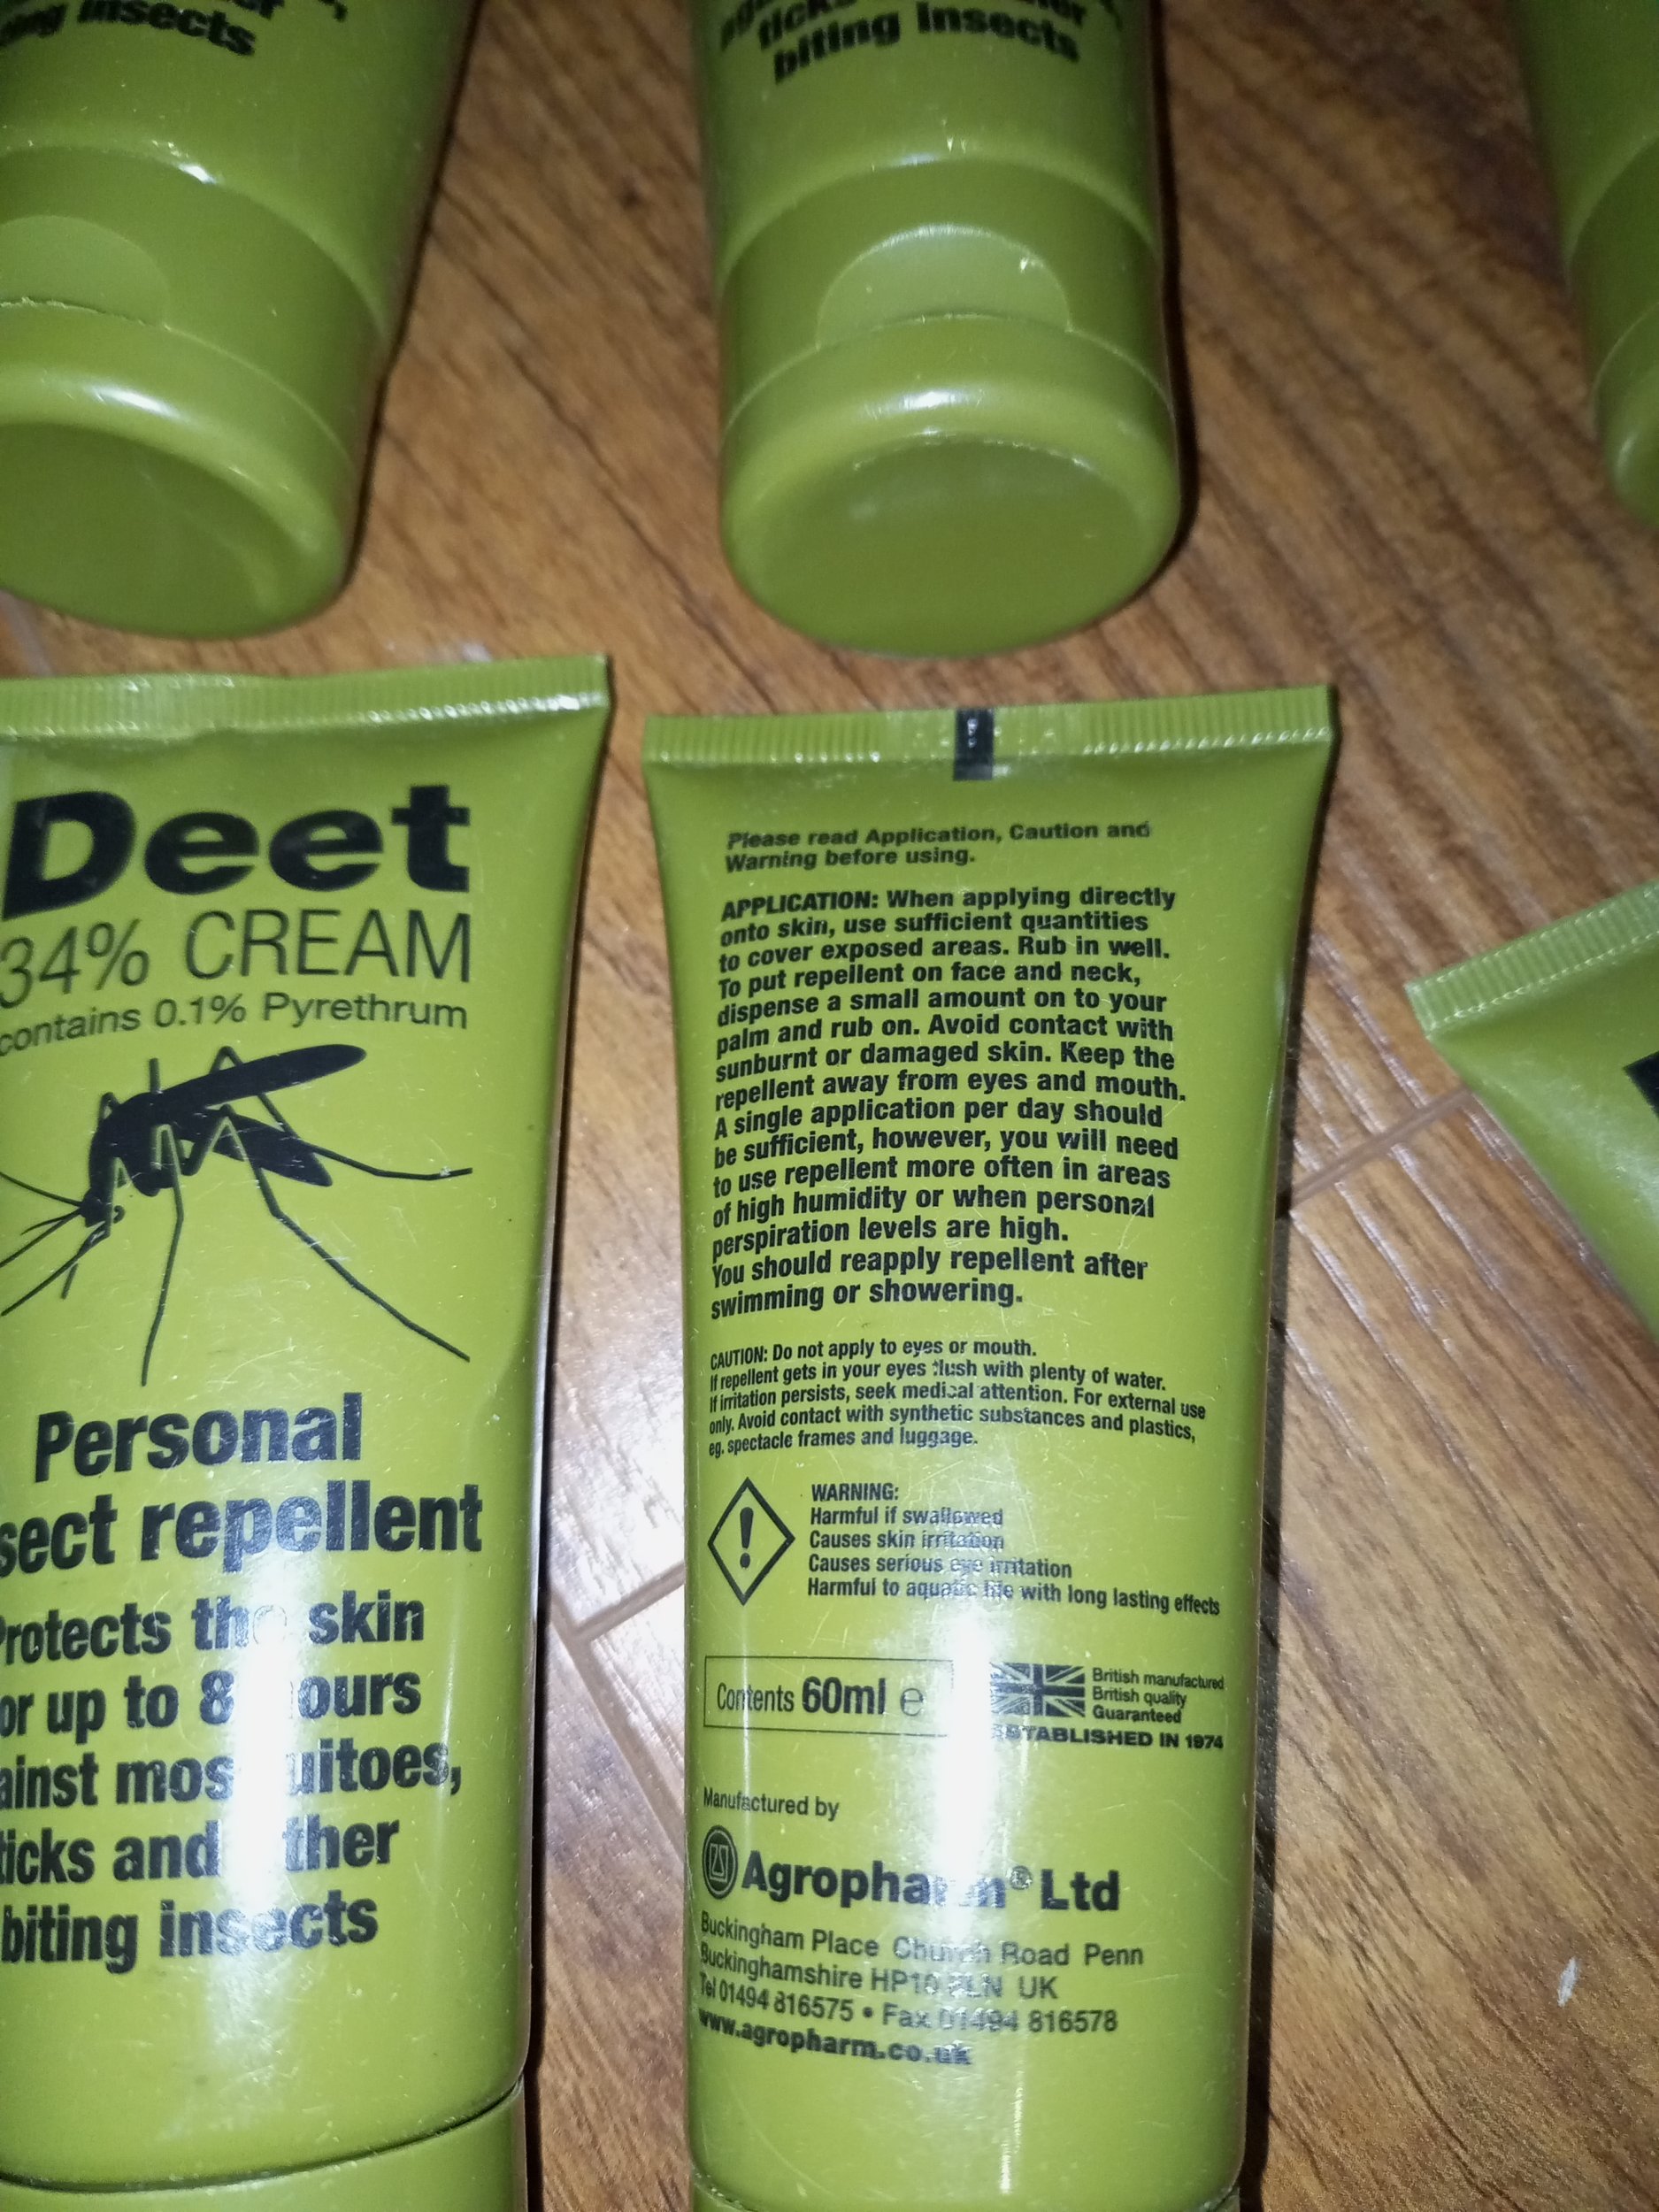 insects
ticks
biting insects
Deet
34% CREAM
contains 0.1% Pyrethrum
Personal
repellent
the skin
up to 8
ticks and
biting insects
Please read Application, Caution and
Warning before using.
APPLICATION: When applying directly
onto skin, use sufficient quantities
to cover exposed areas. Rub in well.
To put repellent on face and neck,
dispense a small amount on to your
palm and rub on. Avoid contact with
sunburnt or damaged skin. Keep the
repellent away from eyes and mouth.
A single application per day should
be sufficient, however, you will need
to use repellent more often in areas
of high humidity or when personal
perspiration levels are high.
You should reapply repellent after
swimming or showering.
CAUTION: Do not apply to eyes or mouth.
If repellent gets in your eyes flush with plenty of water.
If irritation persists, seek medical attention. For external use
only. Avoid contact with synthetic substances and plastics,
eg. spectacle frames and luggage.
WARNING:
Harmful if swallowed
Causes skin irritation
Causes serious eye irritation
Harmful to aquatic life with long lasting effects
Contents 60ml e
British manufactured
British quality
Guaranteed
ESTABLISHED IN 1974
Manufactured by
Agropharm® Ltd
Buckingham Place Church Road Penn
Buckinghamshire HP10 UK
Tel 01494 816575 • Fax 01494 816578
www.agropharm.co.uk